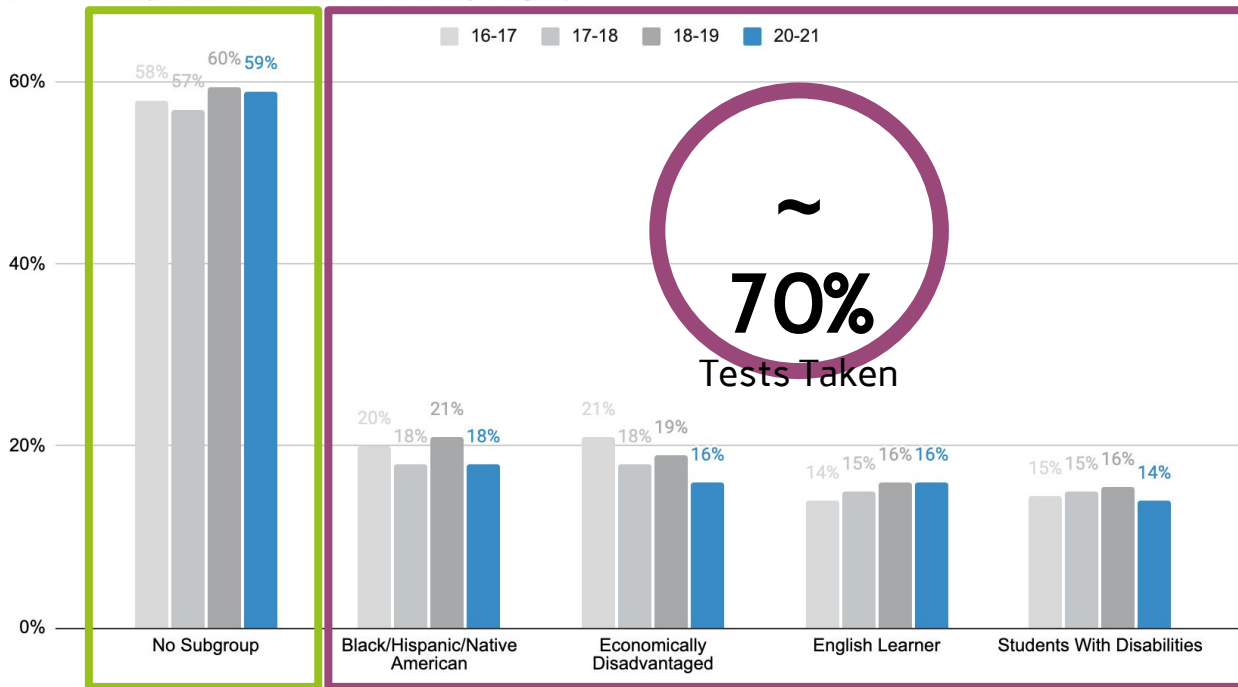 16-17 17-18 18-19 20-21
60%
40%
20%
0%
58% 57% 60% 59%
20% 18% 21% 18%
21% 18% 19% 16%
14% 15% 16% 16%
15% 15% 16% 14%
~
70%
Tests Taken
No Subgroup
Black/Hispanic/Native
American
Economically
Disadvantaged
English Learner
Students With Disabilities